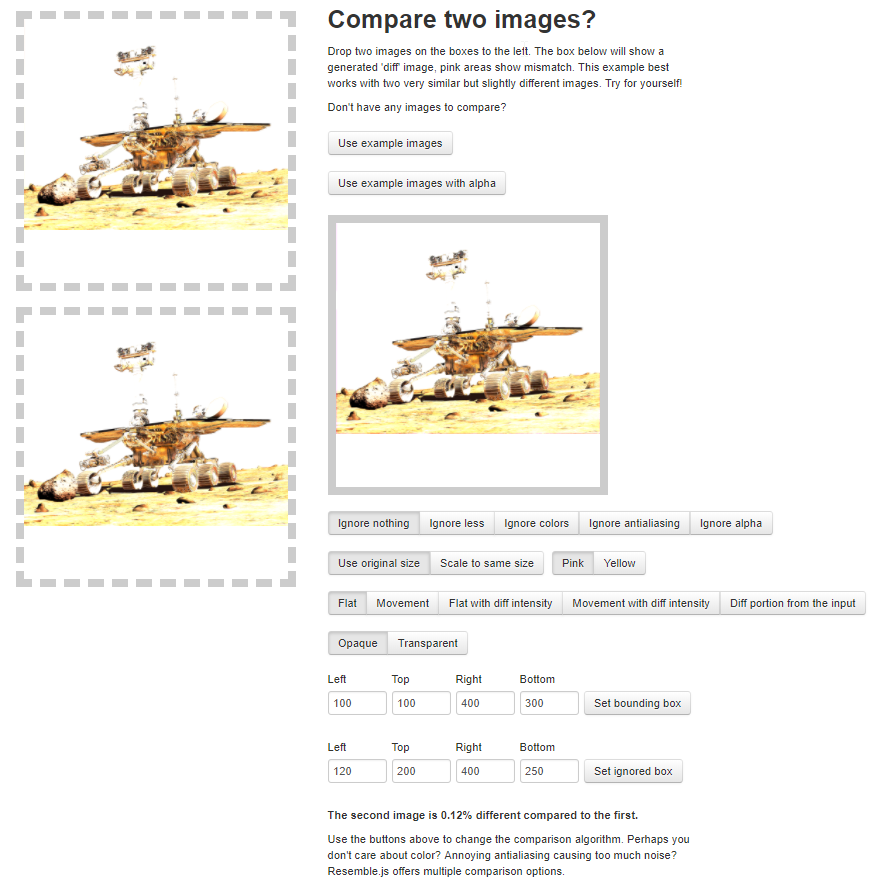 Compare two images?
Drop two images on the boxes to the left. The box below will show a
generated 'diff' image, pink areas show mismatch. This example best
works with two very similar but slightly different images. Try for yourself!
Don't have any images to compare?
Use example images
Use example images with alpha
Ignore nothing Ignore less Ignore colors Ignore antialiasing Ignore alpha
Use original size Scale to same size Pink Yellow
Flat Movement Flat with diff intensity Movement with diff intensity Diff portion from the input
Opaque Transparent
Left Top Right Bottom
100 100 400 300 Set bounding box
Left Top Right Bottom
120 200 400 250 Set ignored box
The second image is 0.12% different compared to the first.
Use the buttons above to change the comparison algorithm. Perhaps you
don't care about color? Annoying antialiasing causing too much noise?
Resemble.js offers multiple comparison options.